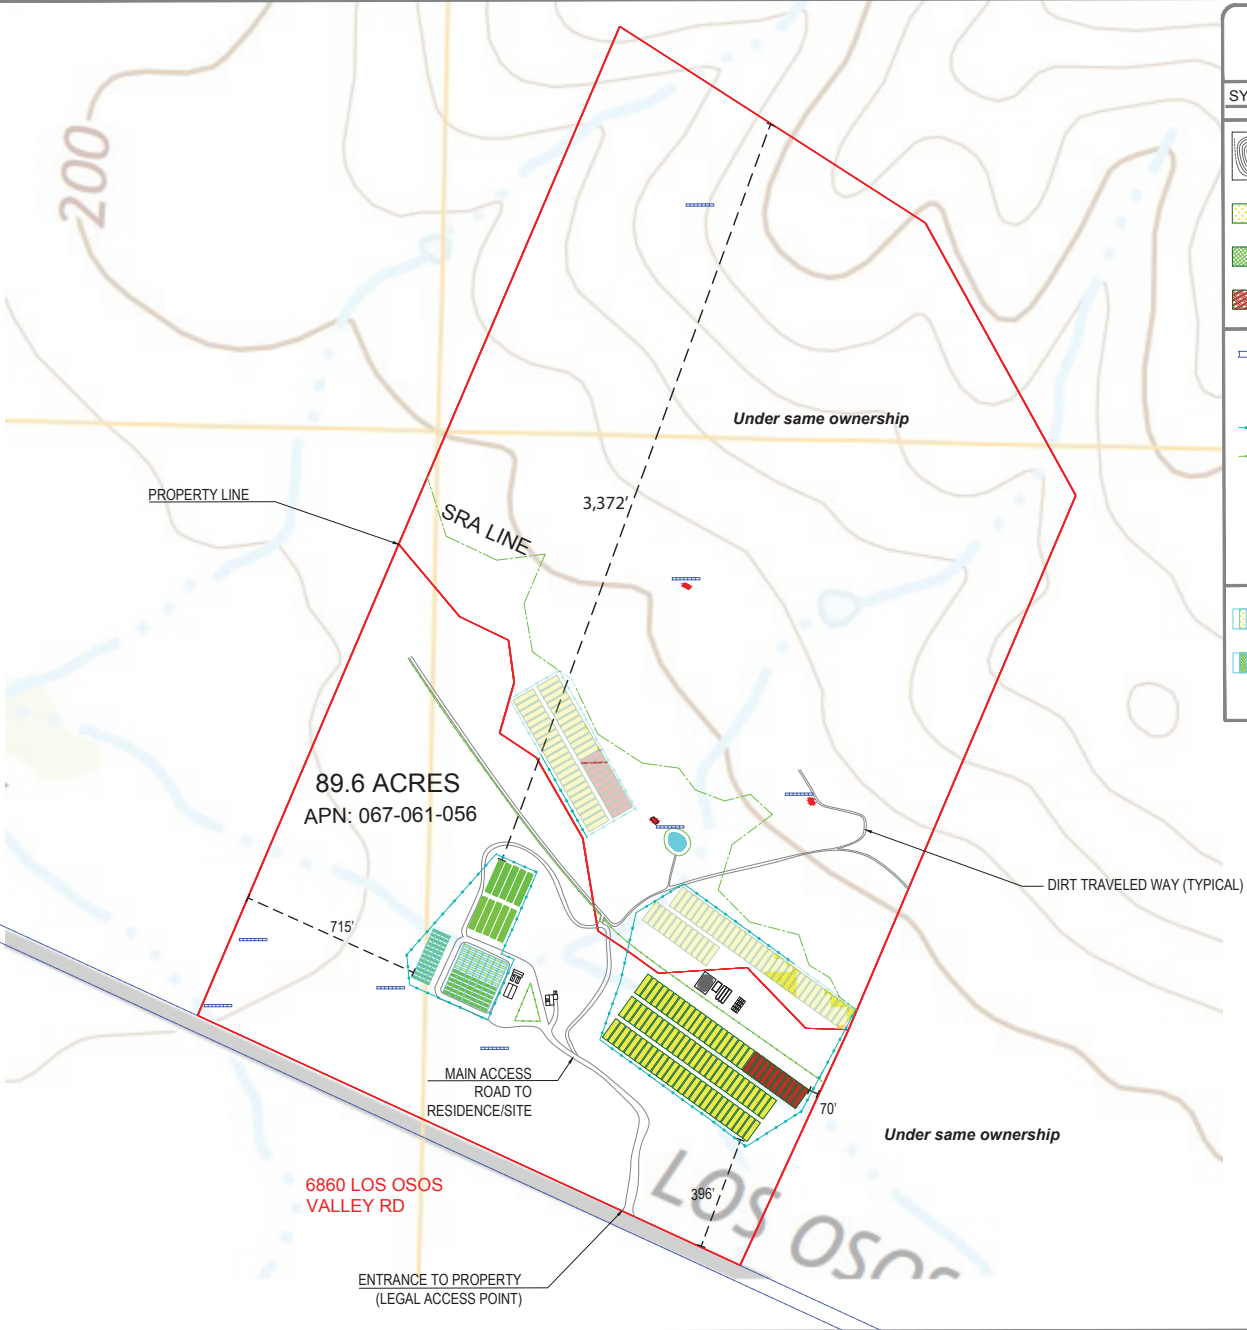 200
SY
Under same ownership
PROPERTY LINE
SRA LINE
3,372'
89.6 ACRES
APN: 067-061-056
DIRT TRAVELED WAY (TYPICAL)
715'
MAIN ACCESS
ROAD TO
RESIDENCE/SITE
70'
Under same ownership
6860 LOS OSOS
VALLEY RD
396'
LOS OSOS
ENTRANCE TO PROPERTY
(LEGAL ACCESS POINT)